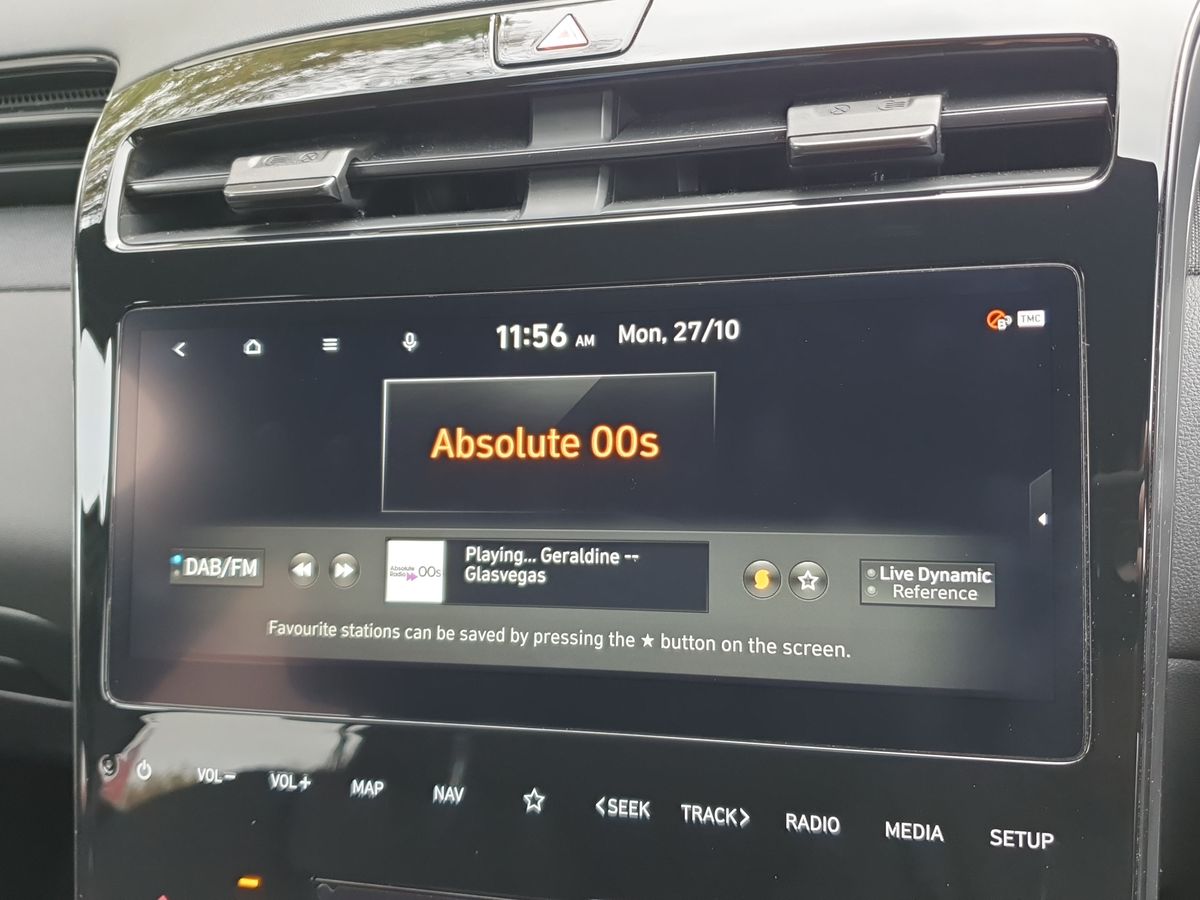 11:56 AM Mon, 27/10
B
TMC
Absolute 00s
DAB/FM
Absolute
Radio 00s
Playing... Geraldine --
Glasvegas
Live Dynamic
Reference
Favourite stations can be saved by pressing the ★ button on the screen.
VOL− VOL+ MAP NAV ☆ <SEEK TRACK> RADIO MEDIA SETUP